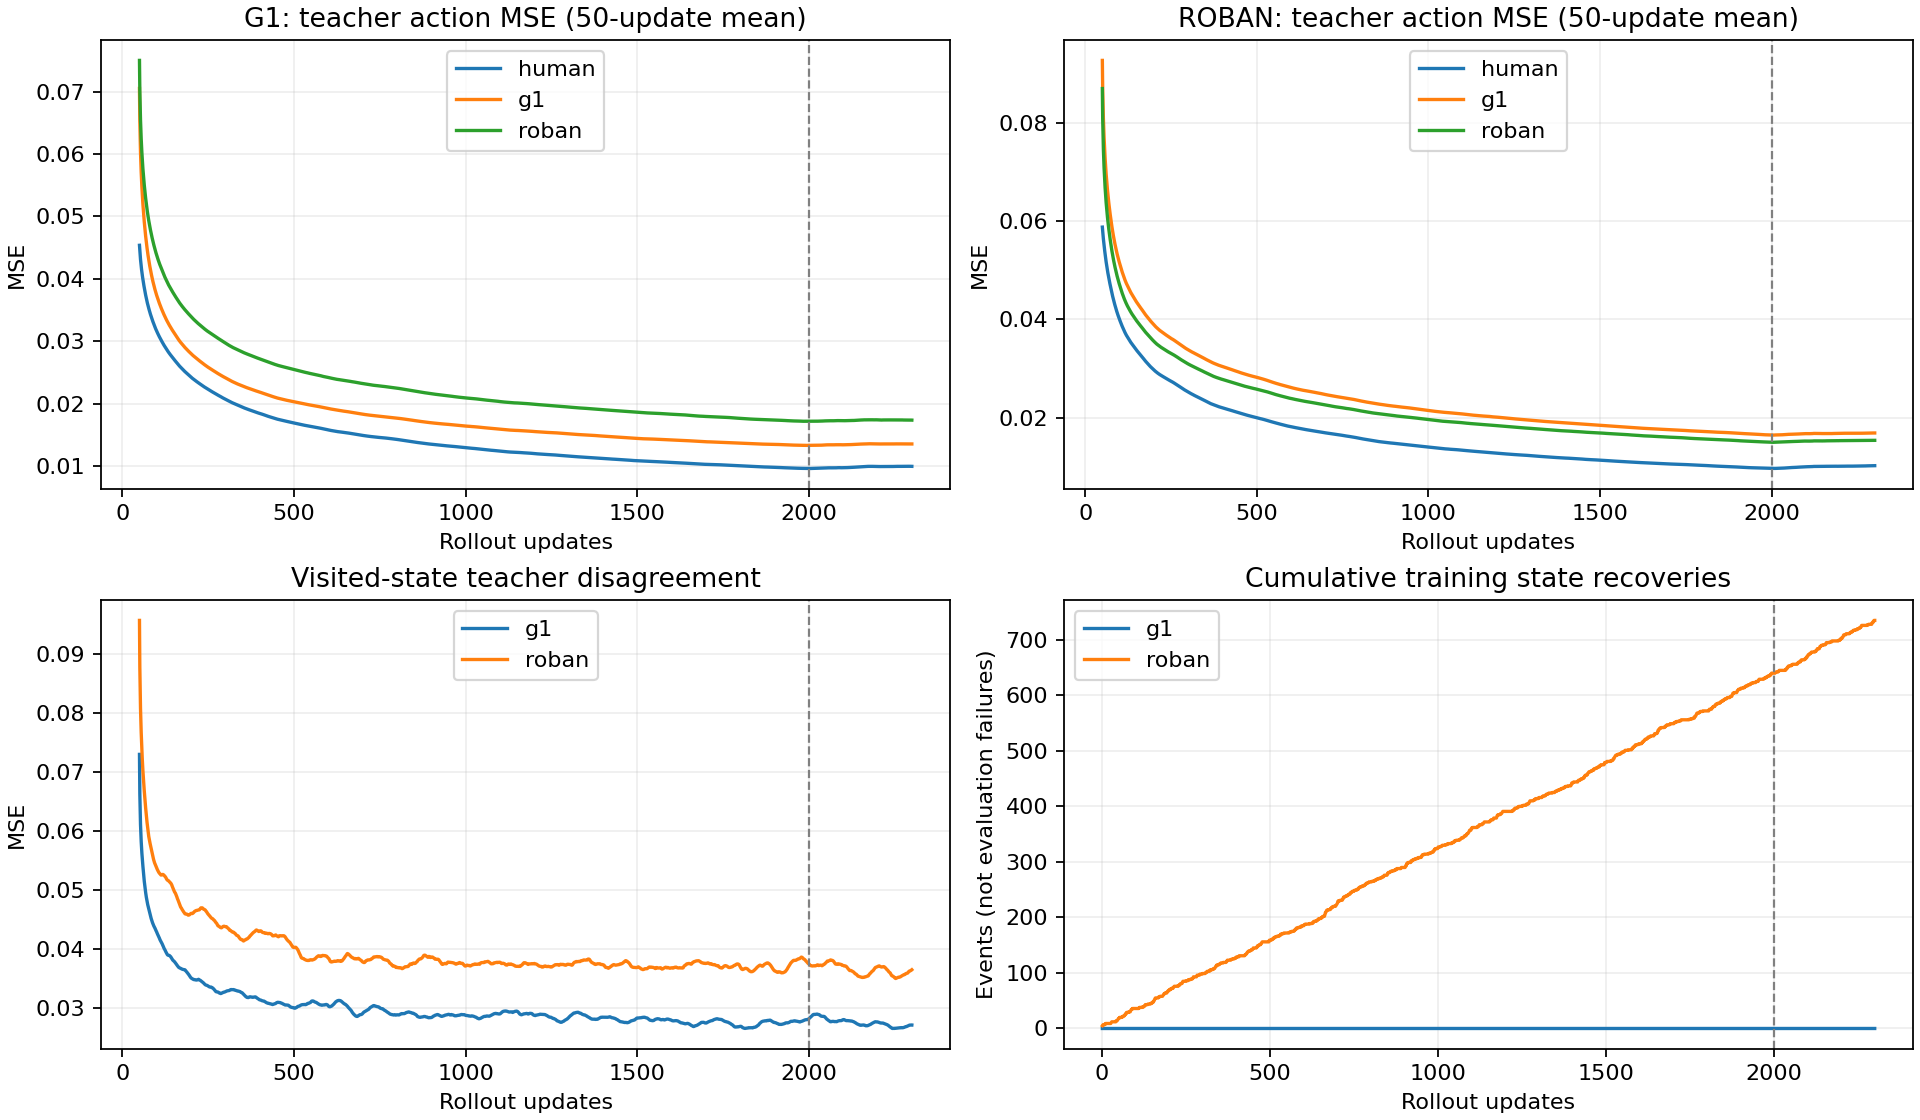 G1: teacher action MSE (50-update mean)
human
g1
roban
0.07
0.06
0.05
0.04
0.03
0.02
0.01
MSE
0
500
1000
1500
2000
Rollout updates
ROBAN: teacher action MSE (50-update mean)
human
g1
roban
0.08
0.06
0.04
0.02
MSE
0
500
1000
1500
2000
Rollout updates
Visited-state teacher disagreement
g1
roban
0.09
0.08
0.07
0.06
0.05
0.04
0.03
MSE
0
500
1000
1500
2000
Rollout updates
Cumulative training state recoveries
g1
roban
700
600
500
400
300
200
100
0
Events (not evaluation failures)
0
500
1000
1500
2000
Rollout updates